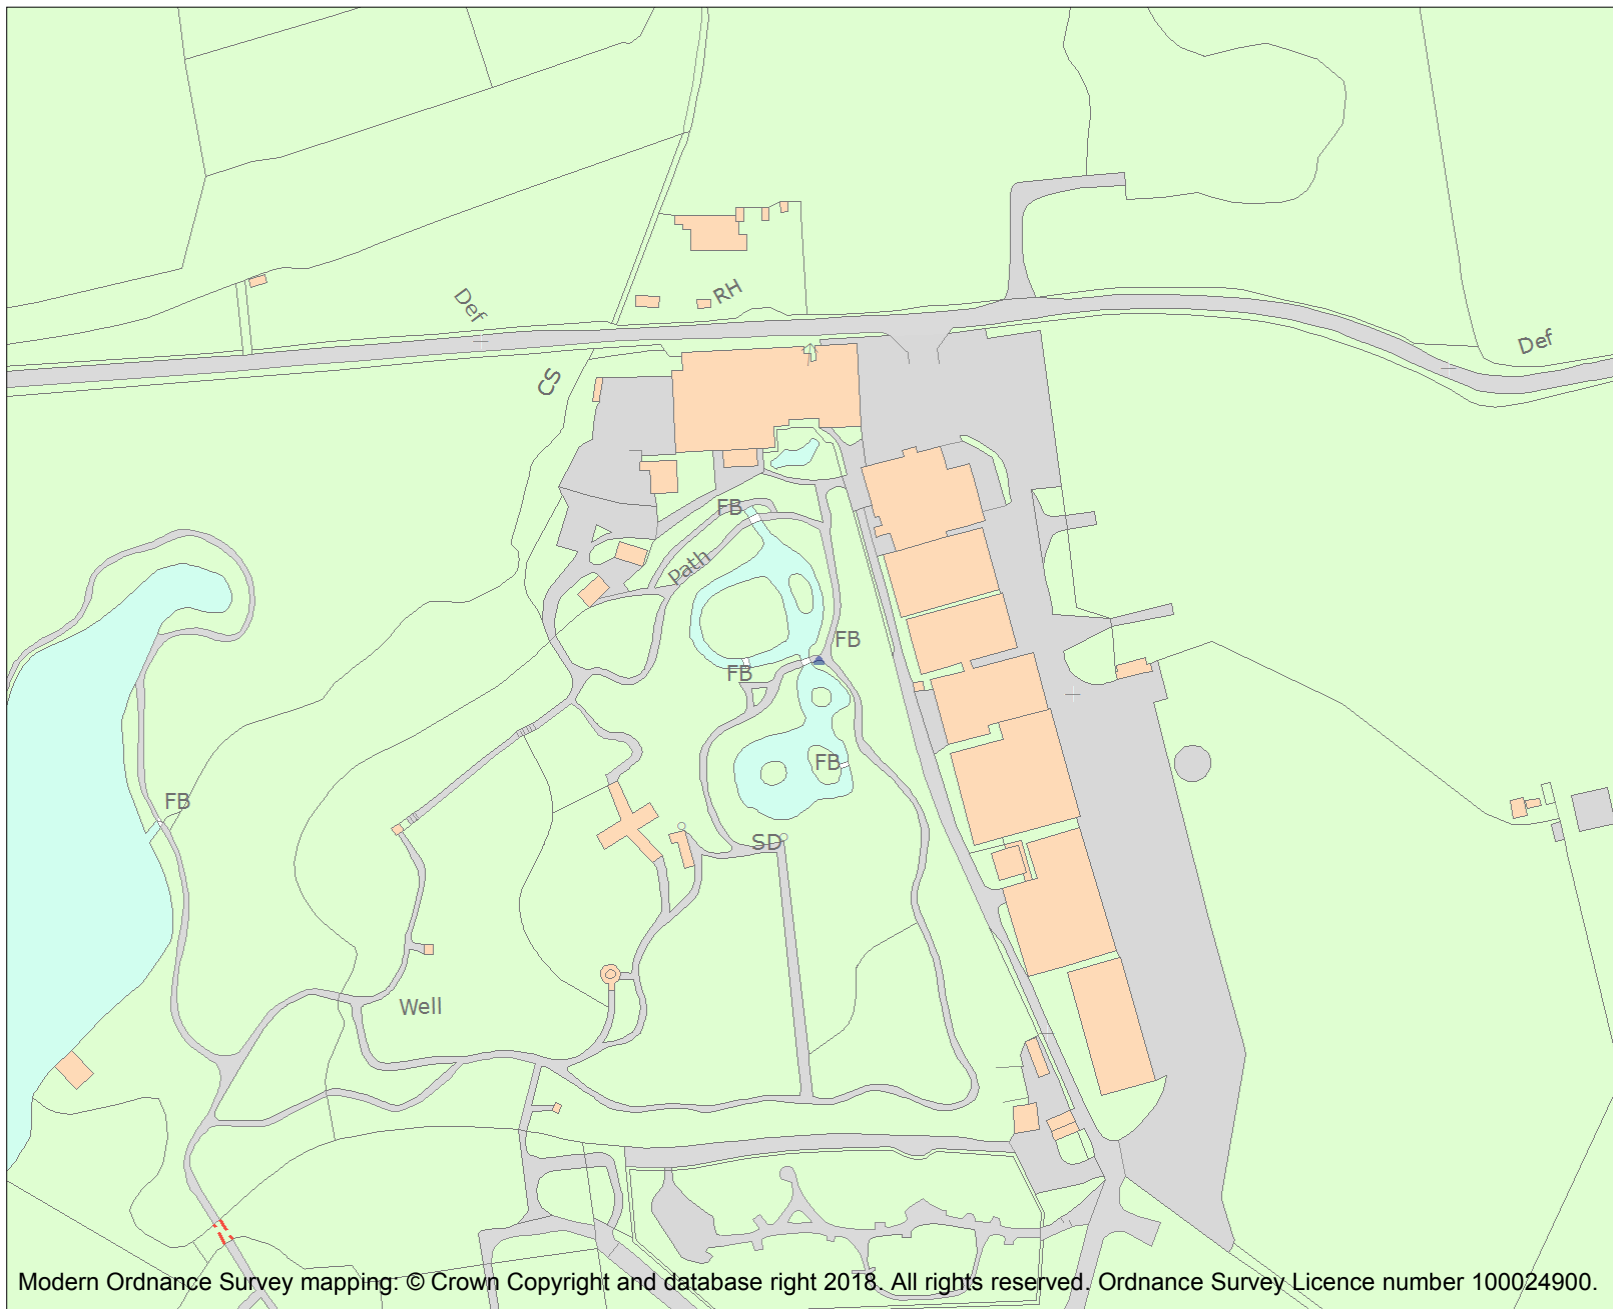 Def
RH
Def
CS
FB
Path
FB
FB
FB
FB
SD
Well
Modern Ordnance Survey mapping: © Crown Copyright and database right 2018. All rights reserved. Ordnance Survey Licence number 100024900.